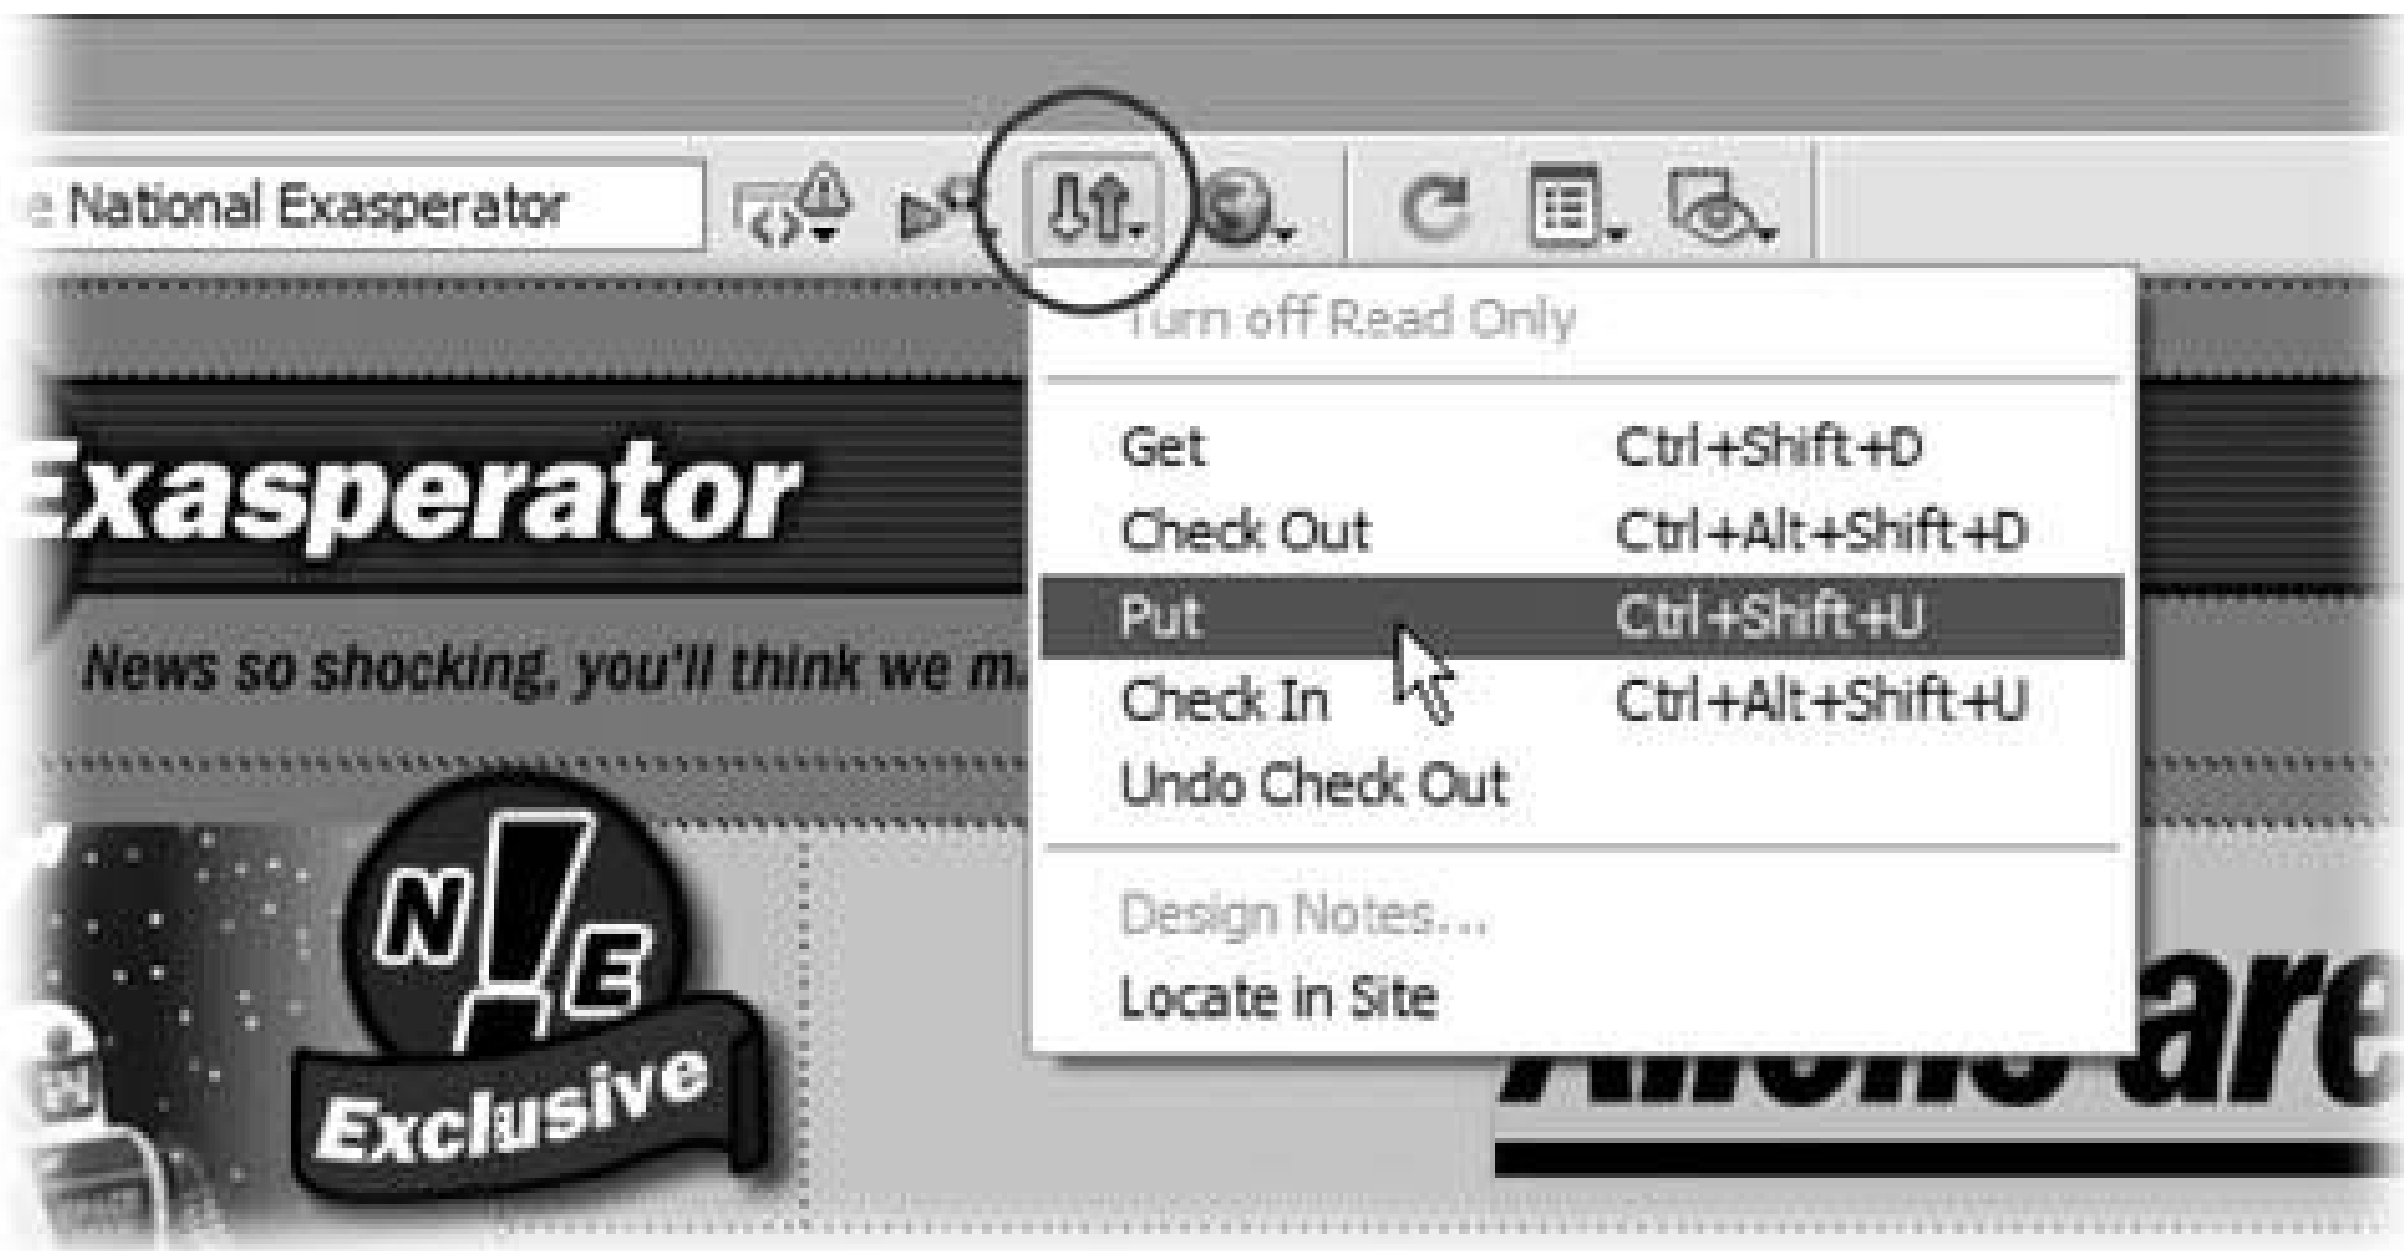 National Exasperator
Turn off Read Only
Get Ctrl+Shift+D
Check Out Ctrl+Alt+Shift+D
Put Ctrl+Shift+U
Check In Ctrl+Alt+Shift+U
Undo Check Out
Design Notes...
Locate in Site
Exasperator
News so shocking, you'll think we m
N!E
Exclusive
are